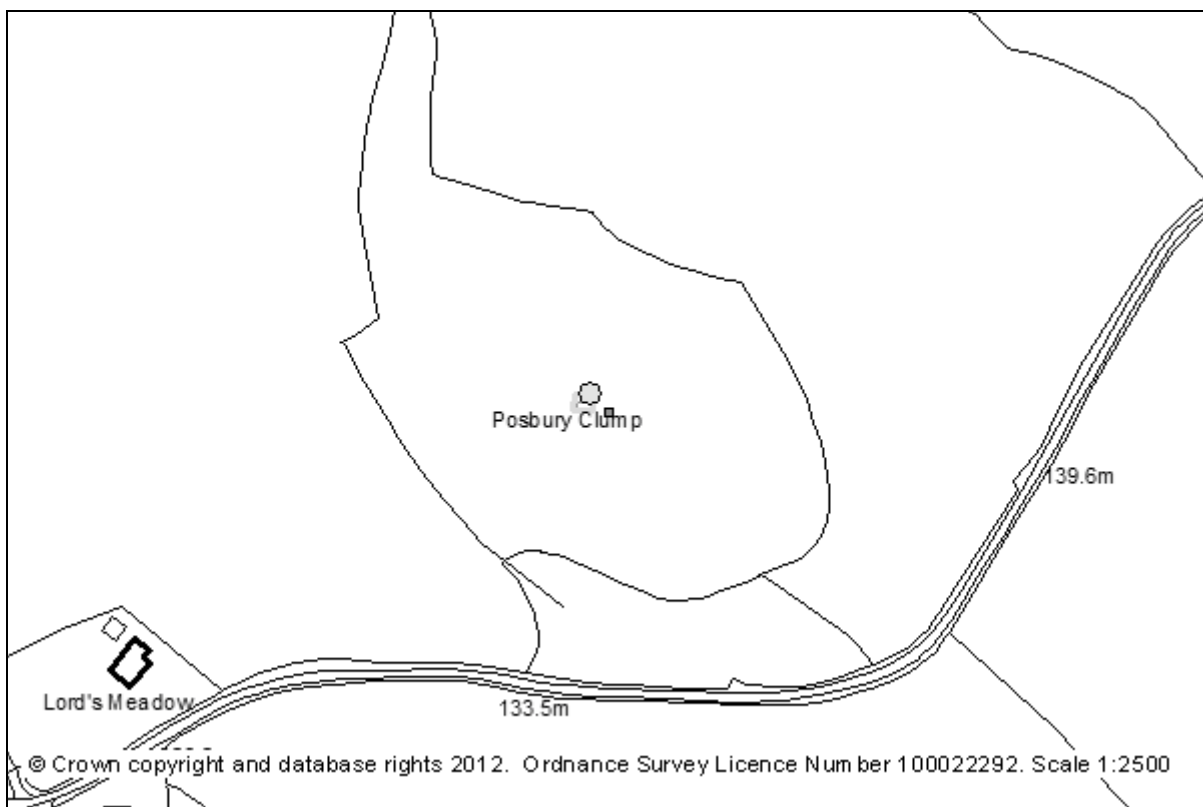 Posbury Clump
139.6m
Lord's Meadow
133.5m
© Crown copyright and database rights 2012. Ordnance Survey Licence Number 100022292. Scale 1:2500